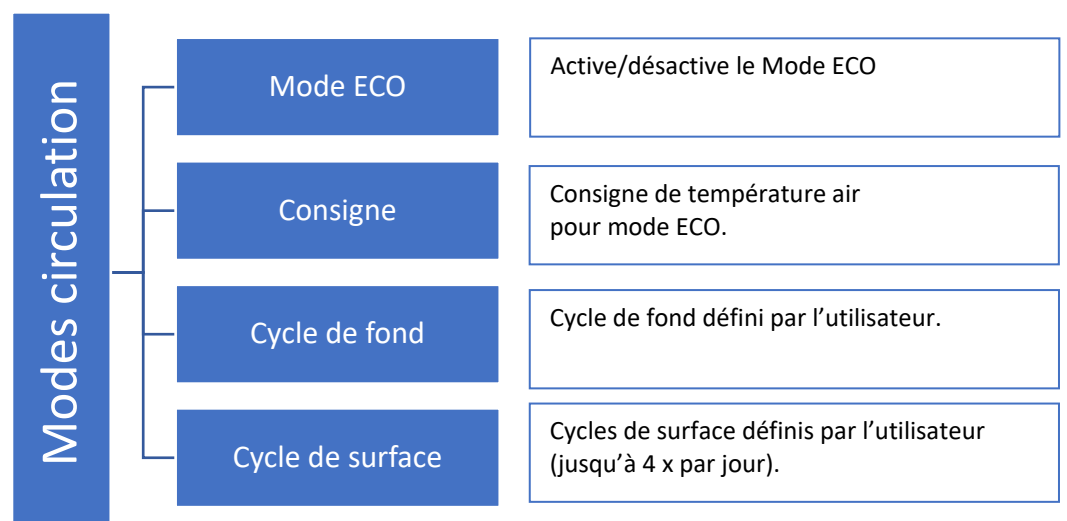 Modes circulation
Mode ECO
Active/désactive le Mode ECO
Consigne
Consigne de température air
pour mode ECO.
Cycle de fond
Cycle de fond défini par l’utilisateur.
Cycle de surface
Cycles de surface définis par l’utilisateur
(jusqu’à 4 x par jour).